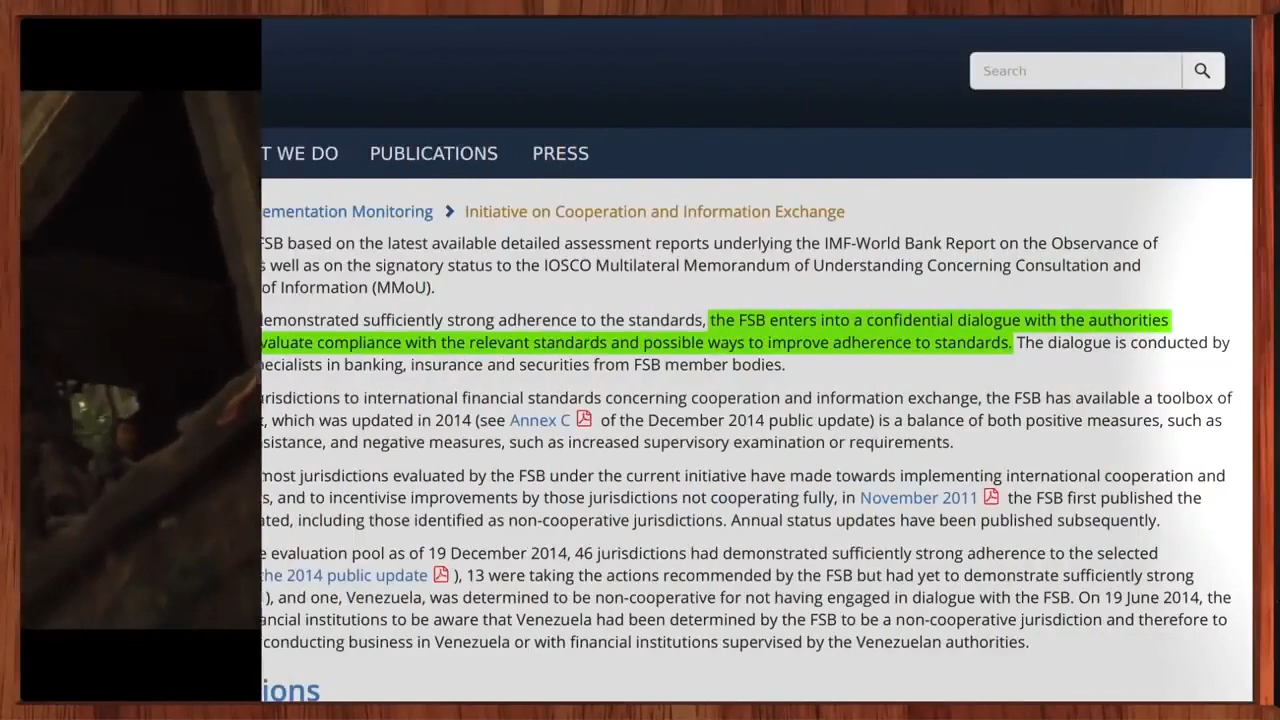 Search
T WE DO PUBLICATIONS PRESS
ementation Monitoring > Initiative on Cooperation and Information Exchange
FSB based on the latest available detailed assessment reports underlying the IMF-World Bank Report on the Observance of
s well as on the signatory status to the IOSCO Multilateral Memorandum of Understanding Concerning Consultation and
of Information (MMoU).
demonstrated sufficiently strong adherence to the standards, the FSB enters into a confidential dialogue with the authorities
valuate compliance with the relevant standards and possible ways to improve adherence to standards. The dialogue is conducted by
ecialists in banking, insurance and securities from FSB member bodies.
risdictions to international financial standards concerning cooperation and information exchange, the FSB has available a toolbox of
, which was updated in 2014 (see Annex C of the December 2014 public update) is a balance of both positive measures, such as
sistance, and negative measures, such as increased supervisory examination or requirements.
most jurisdictions evaluated by the FSB under the current initiative have made towards implementing international cooperation and
s, and to incentivise improvements by those jurisdictions not cooperating fully, in November 2011 the FSB first published the
ated, including those identified as non-cooperative jurisdictions. Annual status updates have been published subsequently.
e evaluation pool as of 19 December 2014, 46 jurisdictions had demonstrated sufficiently strong adherence to the selected
the 2014 public update ), 13 were taking the actions recommended by the FSB but had yet to demonstrate sufficiently strong
), and one, Venezuela, was determined to be non-cooperative for not having engaged in dialogue with the FSB. On 19 June 2014, the
ancial institutions to be aware that Venezuela had been determined by the FSB to be a non-cooperative jurisdiction and therefore to
conducting business in Venezuela or with financial institutions supervised by the Venezuelan authorities.
ions